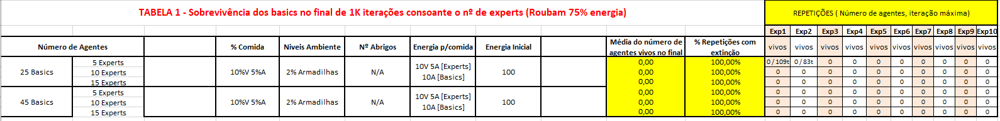 TABELA 1 - Sobrevivência dos basics no final de 1K iterações consoante o nº de experts (Roubam 75% energia)
REPETIÇÕES ( Número de agentes, iteração máxima)
Exp1 Exp2 Exp3 Exp4 Exp5 Exp6 Exp7 Exp8 Exp9 Exp10
Número de Agentes % Comida Niveis Ambiente Nº Abrigos Energia p/comida Energia Inicial Média do número de agentes vivos no final % Repetições com extinção vivos vivos vivos vivos vivos vivos vivos vivos vivos vivos
25 Basics 5 Experts 10%V 5%A 2% Armadilhas N/A 10V 5A [Experts] 10A [Basics] 100 0,00 100,00% 0 / 109t 0 / 83t 0 0 0 0 0 0 0 0
10 Experts 0,00 100,00% 0 0 0 0 0 0 0 0 0 0
15 Experts 0,00 100,00% 0 0 0 0 0 0 0 0 0 0
45 Basics 5 Experts 10%V 5%A 2% Armadilhas N/A 10V 5A [Experts] 10A [Basics] 100 0,00 100,00% 0 0 0 0 0 0 0 0 0 0
10 Experts 0,00 100,00% 0 0 0 0 0 0 0 0 0 0
15 Experts 0,00 100,00% 0 0 0 0 0 0 0 0 0 0